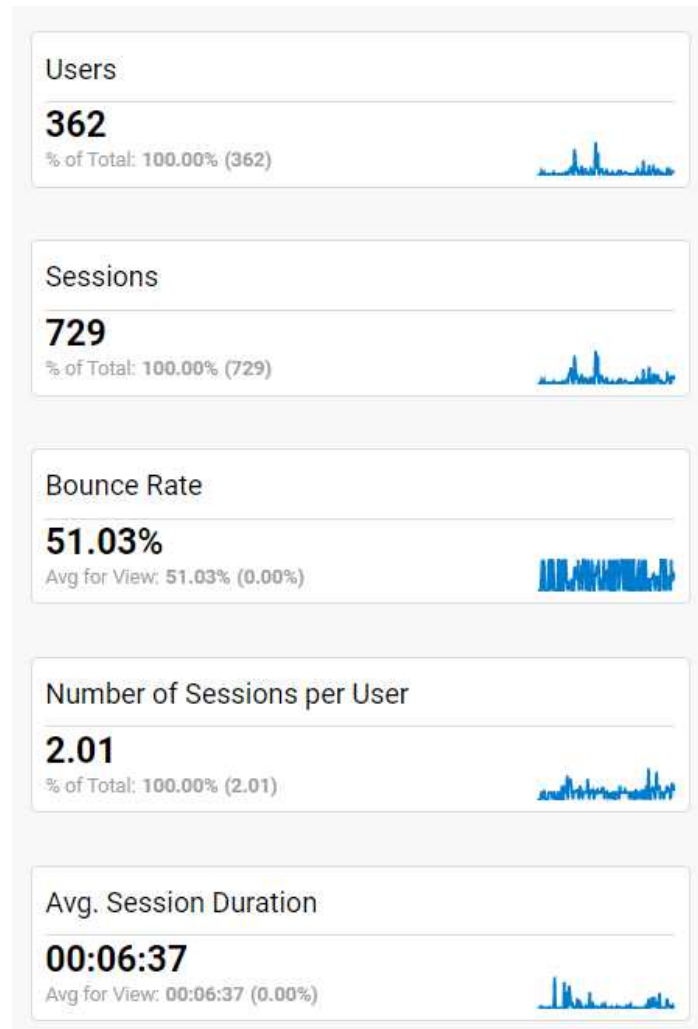 Users
362
% of Total: 100.00% (362)
Sessions
729
% of Total: 100.00% (729)
Bounce Rate
51.03%
Avg for View: 51.03% (0.00%)
Number of Sessions per User
2.01
% of Total: 100.00% (2.01)
Avg. Session Duration
00:06:37
Avg for View: 00:06:37 (0.00%)